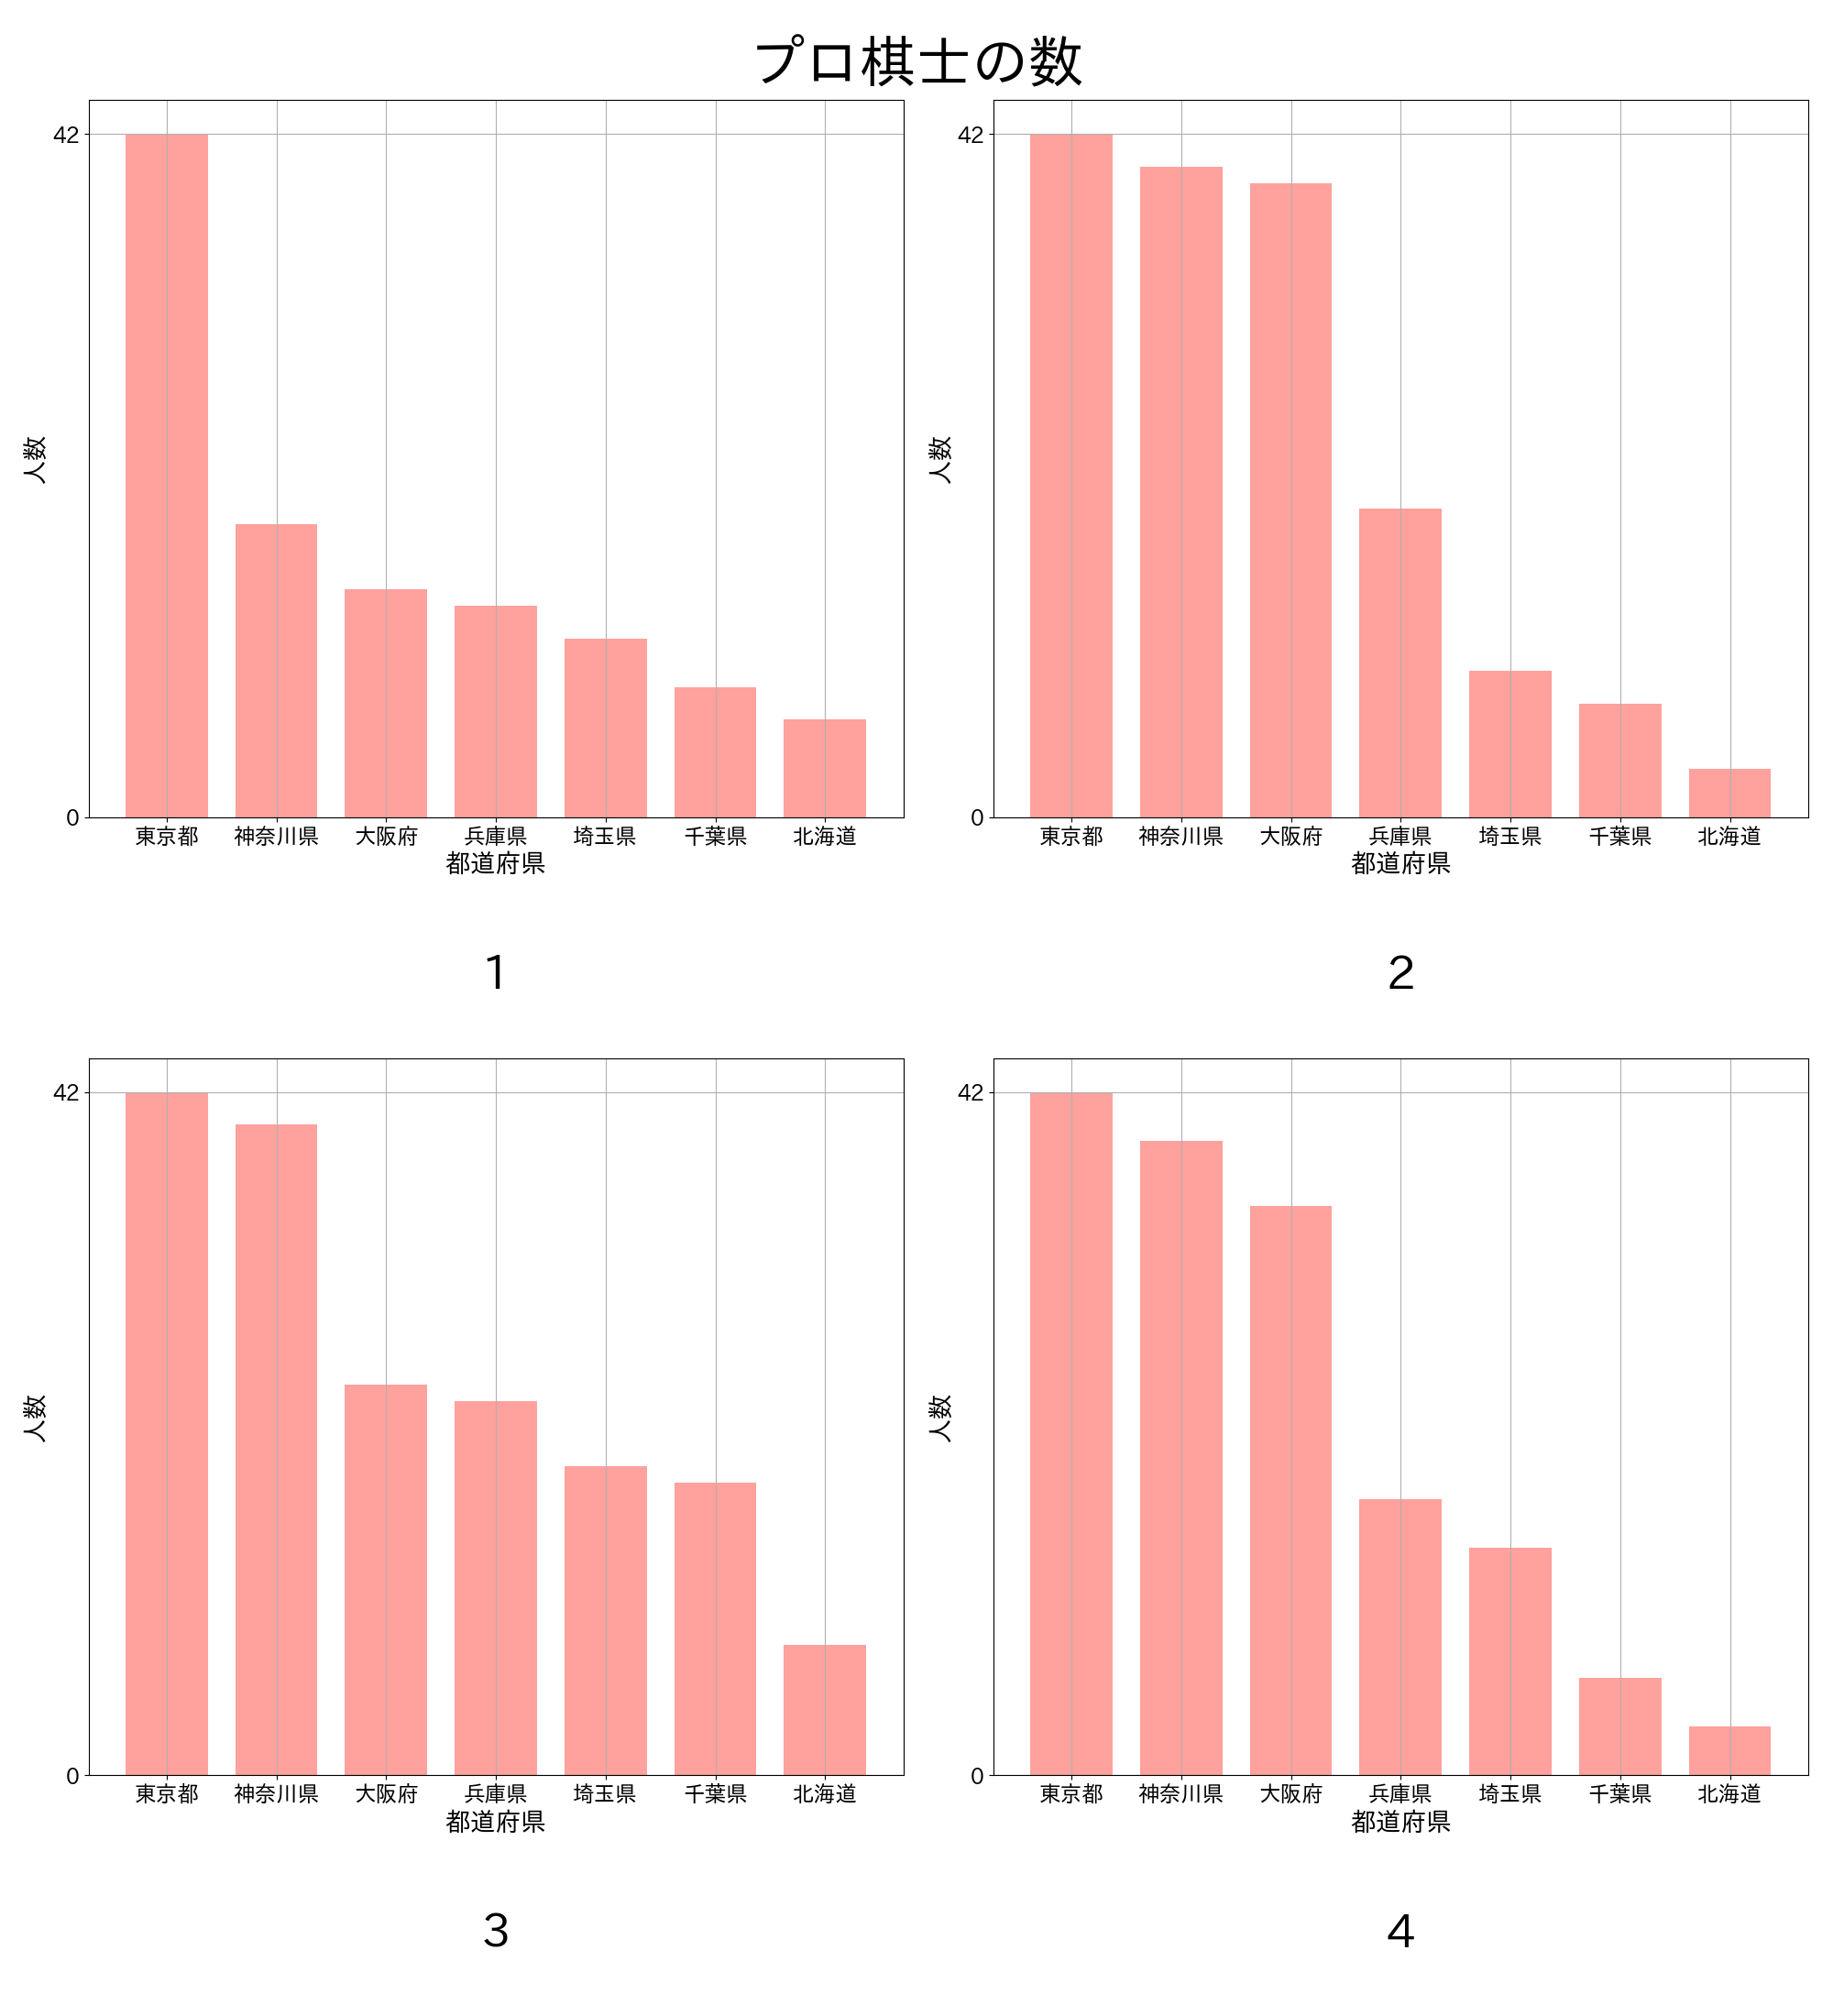 プロ棋士の数
42
人数
0
東京都 神奈川県 大阪府 兵庫県 埼玉県 千葉県 北海道
都道府県
1
42
人数
0
東京都 神奈川県 大阪府 兵庫県 埼玉県 千葉県 北海道
都道府県
2
42
人数
0
東京都 神奈川県 大阪府 兵庫県 埼玉県 千葉県 北海道
都道府県
3
42
人数
0
東京都 神奈川県 大阪府 兵庫県 埼玉県 千葉県 北海道
都道府県
4